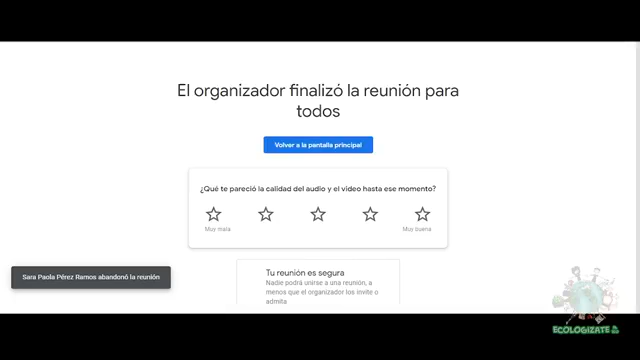 El organizador finalizó la reunión para
todos
Volver a la pantalla principal
¿Qué te pareció la calidad del audio y el video hasta ese momento?
Muy mala
Muy buena
Sara Paola Pérez Ramos abandonó la reunión
Tu reunión es segura
Nadie podrá unirse a una reunión, a
menos que el organizador los invite o
admita
ECOLOGIZATE